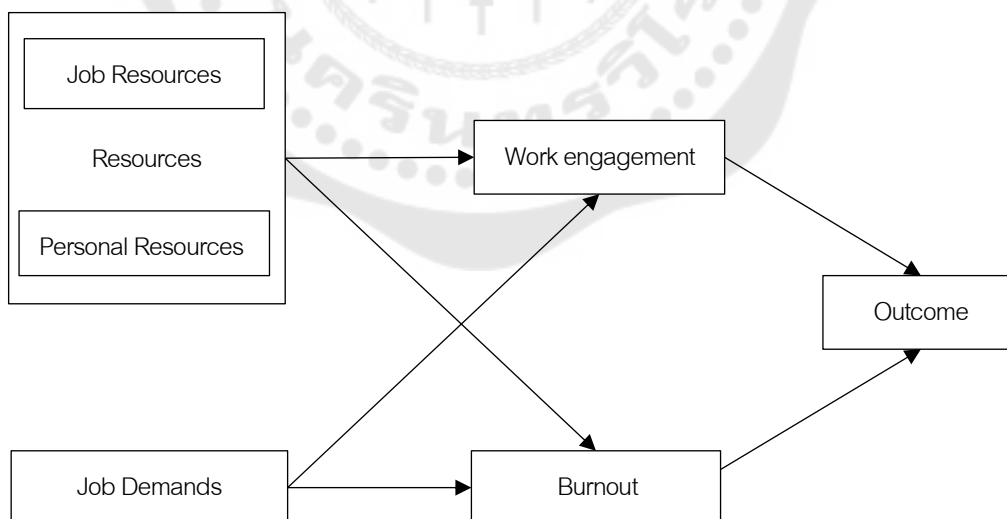 Job Resources
Resources
Personal Resources
Work engagement
Outcome
Job Demands
Burnout